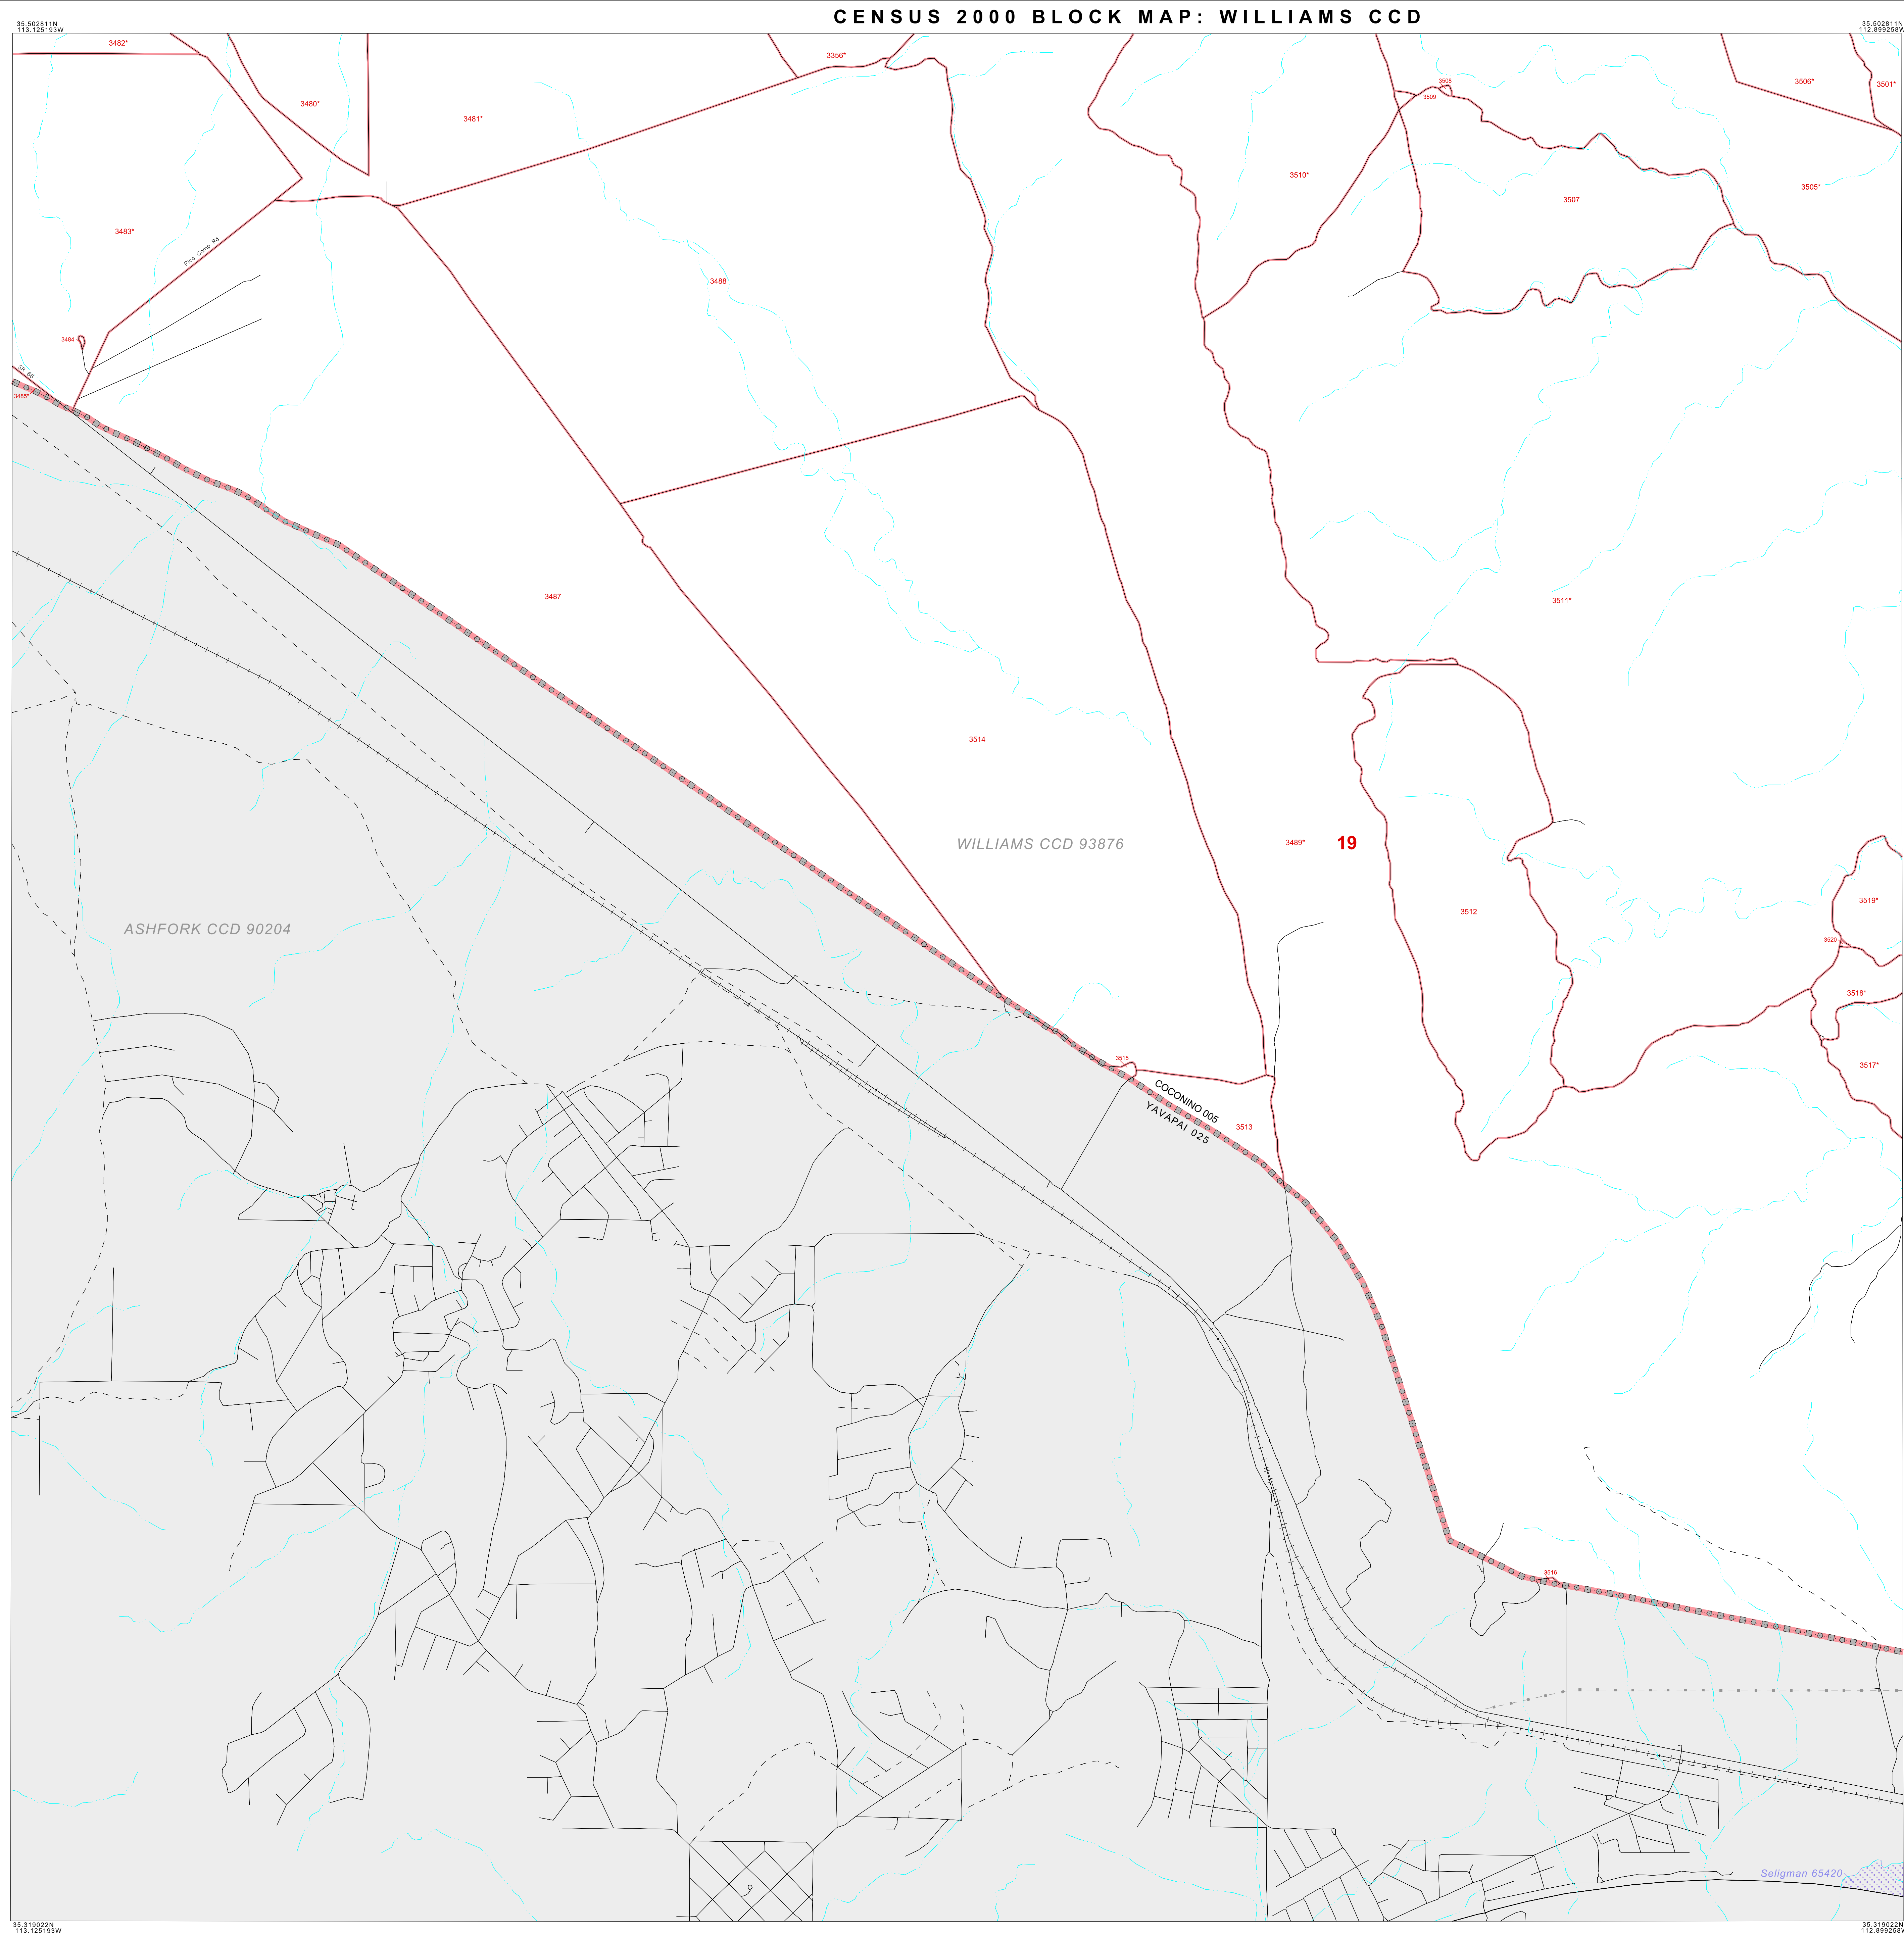 CENSUS 2000 BLOCK MAP: WILLIAMS CCD
35.502811N
113.125193W
35.502811N
112.899258W
3482*
3356*
3480*
3481*
3508
3509
3506*
3501*
3510*
3507
3505*
3483*
Pica Camp Rd
3488
3484
SR 66
3485*
3487
3511*
3514
WILLIAMS CCD 93876
3489*
19
3512
3519*
3520
ASHFORK CCD 90204
3518*
3515
3517*
COCONINO 005
YAVAPAI 025
3513
3516
Seligman 65420
35.319022N
113.125193W
35.319022N
112.899258W